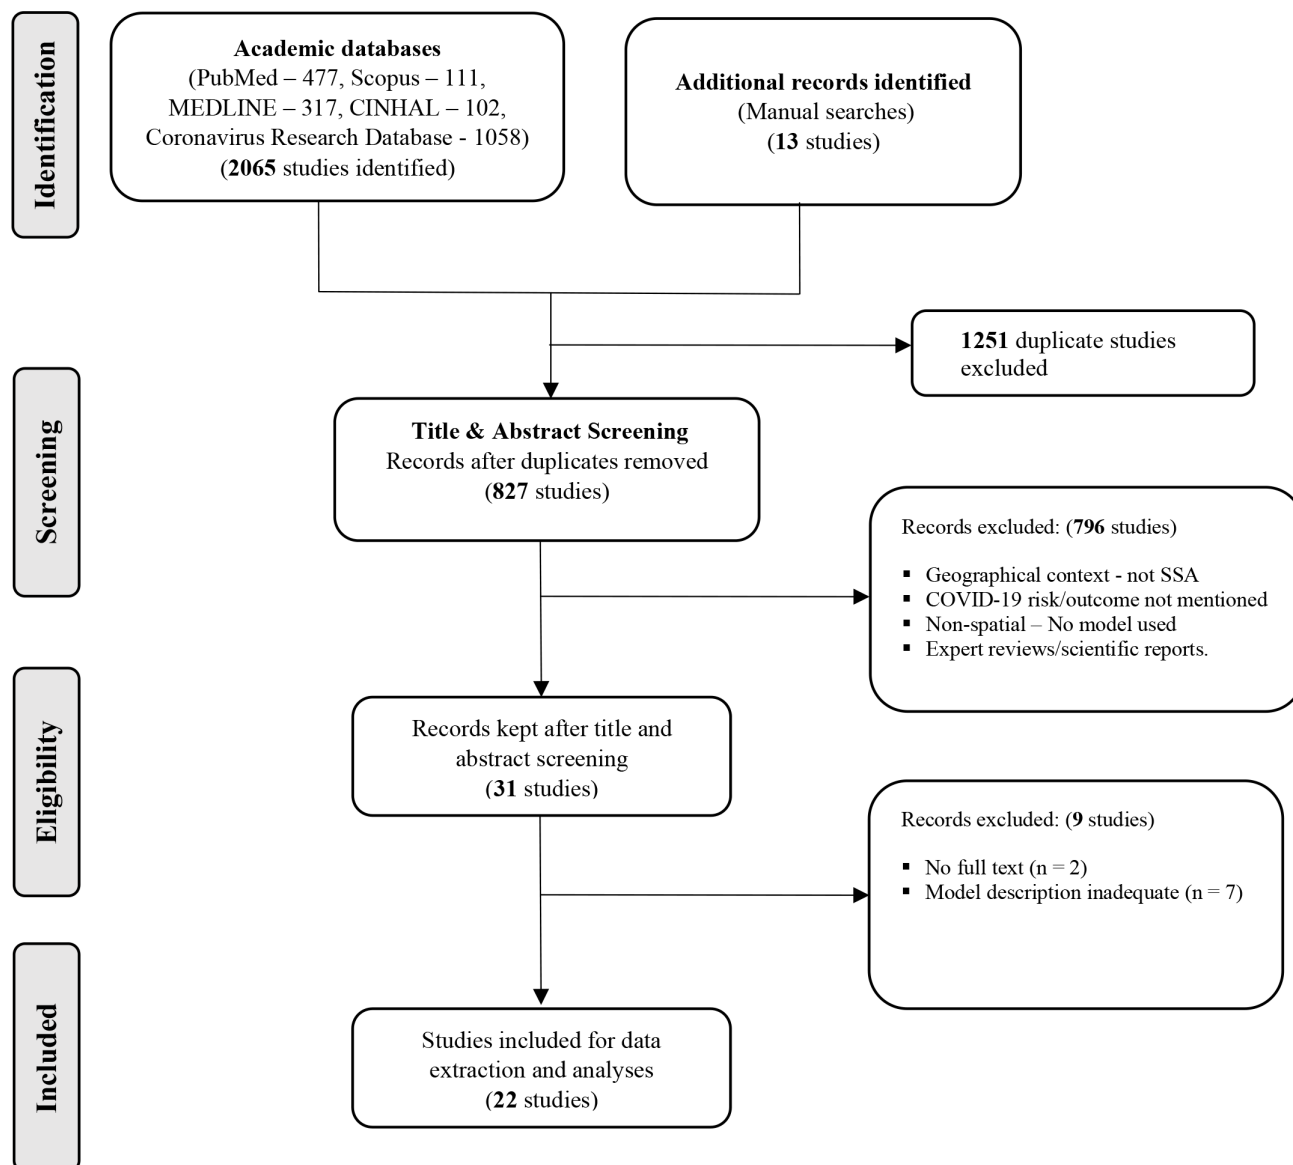 Identification
Academic databases
(PubMed – 477, Scopus – 111,
MEDLINE – 317, CINHAL – 102,
Coronavirus Research Database - 1058)
(2065 studies identified)
Additional records identified
(Manual searches)
(13 studies)
1251 duplicate studies
excluded
Screening
Title & Abstract Screening
Records after duplicates removed
(827 studies)
Records excluded: (796 studies)
▪ Geographical context - not SSA
▪ COVID-19 risk/outcome not mentioned
▪ Non-spatial – No model used
▪ Expert reviews/scientific reports.
Eligibility
Records kept after title and
abstract screening
(31 studies)
Records excluded: (9 studies)
▪ No full text (n = 2)
▪ Model description inadequate (n = 7)
Included
Studies included for data
extraction and analyses
(22 studies)